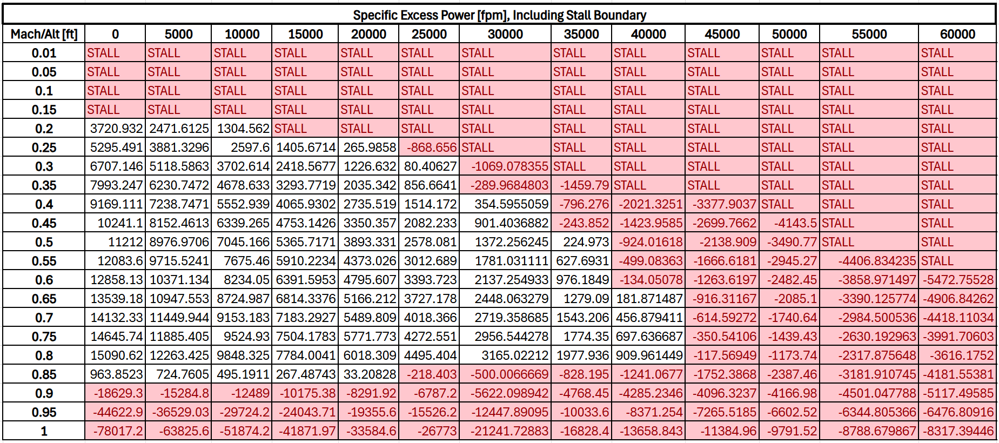 Specific Excess Power [fpm], Including Stall Boundary
Mach/Alt [ft] 0 5000 10000 15000 20000 25000 30000 35000 40000 45000 50000 55000 60000
0.01 STALL STALL STALL STALL STALL STALL STALL STALL STALL STALL STALL STALL STALL
0.05 STALL STALL STALL STALL STALL STALL STALL STALL STALL STALL STALL STALL STALL
0.1 STALL STALL STALL STALL STALL STALL STALL STALL STALL STALL STALL STALL STALL
0.15 STALL STALL STALL STALL STALL STALL STALL STALL STALL STALL STALL STALL STALL
0.2 3720.932 2471.6125 1304.562 STALL STALL STALL STALL STALL STALL STALL STALL STALL STALL
0.25 5295.491 3881.3296 2597.6 1405.6714 265.9858 -868.656 STALL STALL STALL STALL STALL STALL STALL
0.3 6707.146 5118.5863 3702.614 2418.5677 1226.632 80.40627 -1069.078355 STALL STALL STALL STALL STALL STALL
0.35 7993.247 6230.7472 4678.633 3293.7719 2035.342 856.6641 -289.9684803 -1459.79 STALL STALL STALL STALL STALL
0.4 9169.111 7238.7471 5552.939 4065.9302 2735.519 1514.172 354.5955059 -796.276 -2021.3251 -3377.9037 STALL STALL STALL
0.45 10241.1 8152.4613 6339.265 4753.1426 3350.357 2082.233 901.4036882 -243.852 -1423.9585 -2699.7662 -4143.5 STALL STALL
0.5 11212 8976.9706 7045.166 5365.7171 3893.331 2578.081 1372.256245 224.973 -924.01618 -2138.909 -3490.77 STALL STALL
0.55 12083.6 9715.5241 7675.46 5910.2234 4373.026 3012.689 1781.031111 627.6931 -499.08363 -1666.6181 -2945.27 -4406.834235 STALL
0.6 12858.13 10371.134 8234.05 6391.5953 4795.607 3393.723 2137.254933 976.1849 -134.05078 -1263.6197 -2482.45 -3858.971497 -5472.75528
0.65 13539.18 10947.553 8724.987 6814.3376 5166.212 3727.178 2448.063279 1279.09 181.871487 -916.31167 -2085.1 -3390.125774 -4906.84262
0.7 14132.33 11449.944 9153.183 7183.2927 5489.809 4018.366 2719.358685 1543.206 456.879411 -614.59272 -1740.64 -2984.500536 -4418.11034
0.75 14645.74 11885.405 9524.93 7504.1783 5771.773 4272.551 2956.544278 1774.35 697.636687 -350.54106 -1439.43 -2630.192963 -3991.70603
0.8 15090.62 12263.425 9848.325 7784.0041 6018.309 4495.404 3165.02212 1977.936 909.961449 -117.56949 -1173.74 -2317.875648 -3616.1752
0.85 963.8523 724.7605 495.1911 267.48743 33.20828 -218.403 -500.0066669 -828.195 -1241.0677 -1752.3868 -2387.46 -3181.910745 -4181.55381
0.9 -18629.3 -15284.8 -12489 -10175.38 -8291.92 -6787.2 -5622.098942 -4768.45 -4285.2346 -4096.3237 -4166.98 -4501.047788 -5117.49585
0.95 -44622.9 -36529.03 -29724.2 -24043.71 -19355.6 -15526.2 -12447.89095 -10033.6 -8371.254 -7265.5185 -6602.52 -6344.805366 -6476.80916
1 -78017.2 -63825.6 -51874.2 -41871.97 -33584.6 -26773 -21241.72883 -16828.4 -13658.843 -11384.96 -9791.52 -8788.679867 -8317.39446